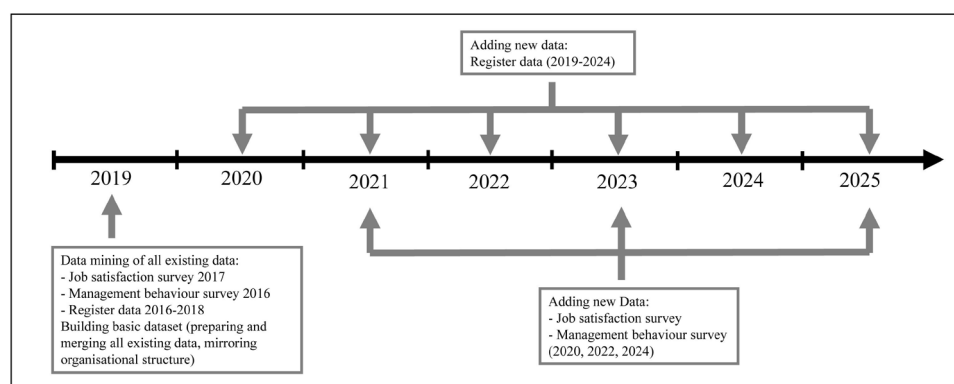 Adding new data:
Register data (2019-2024)
2019
2020
2021
2022
2023
2024
2025
Data mining of all existing data:
- Job satisfaction survey 2017
- Management behaviour survey 2016
- Register data 2016-2018
Building basic dataset (preparing and
merging all existing data, mirroring
organisational structure)
Adding new Data:
- Job satisfaction survey
- Management behaviour survey
(2020, 2022, 2024)